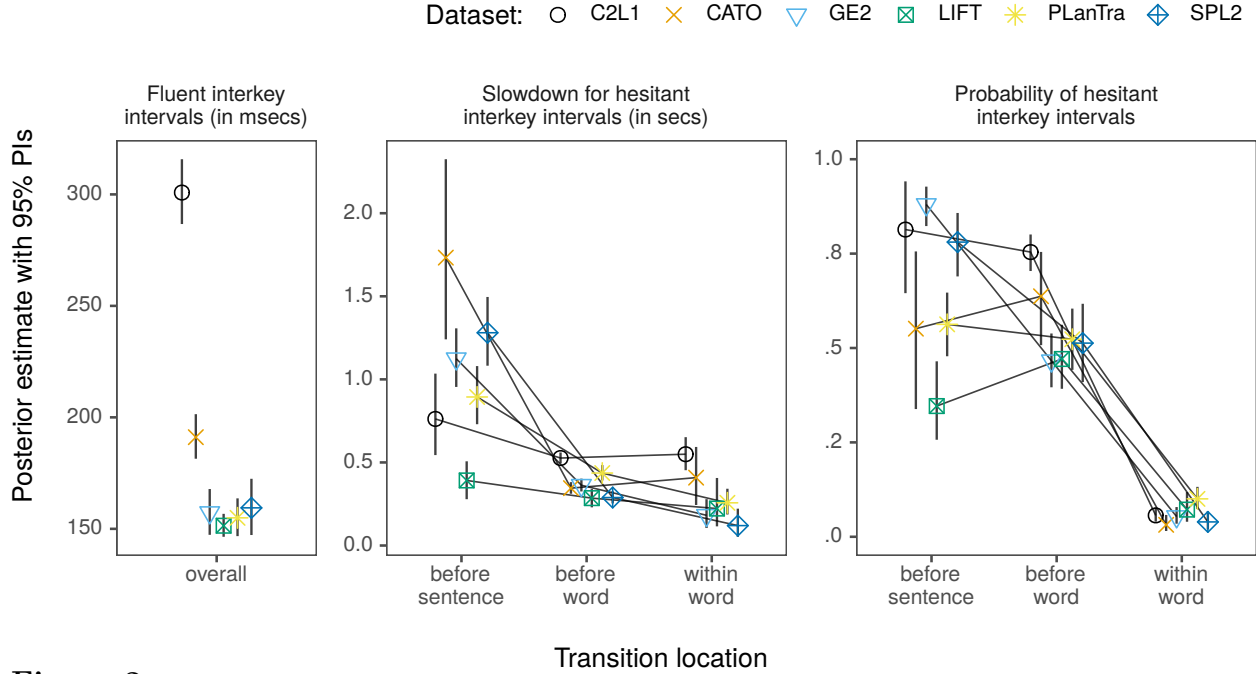 Dataset: C2L1 CATO GE2 LIFT PLanTra SPL2
Fluent interkey
intervals (in msecs)
Slowdown for hesitant
interkey intervals (in secs)
Probability of hesitant
interkey intervals
Posterior estimate with 95% PIs
300
250
200
150
overall
2.0
1.5
1.0
0.5
0.0
before
sentence
before
word
within
word
1.0
.8
.5
.2
.0
before
sentence
before
word
within
word
Transition location